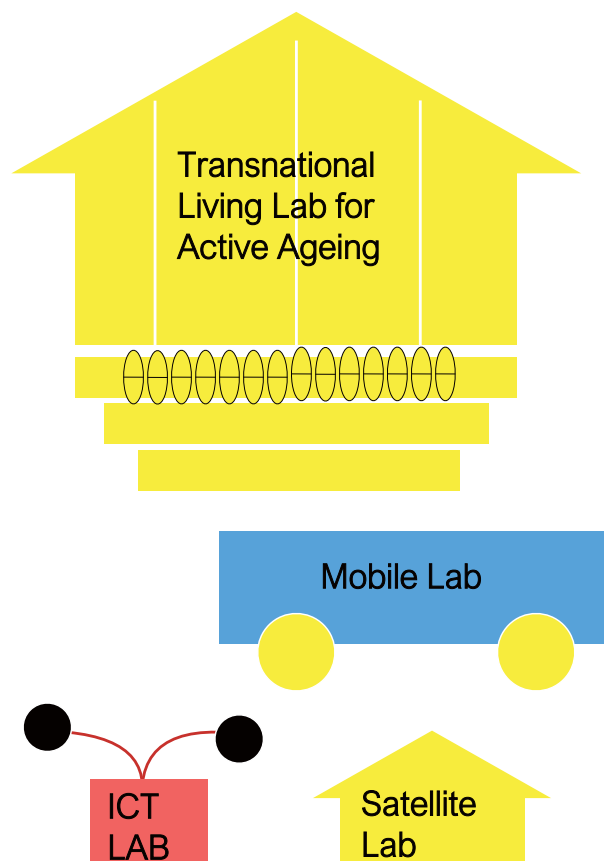 Transnational
Living Lab for
Active Ageing
Mobile Lab
ICT
LAB
Satellite
Lab